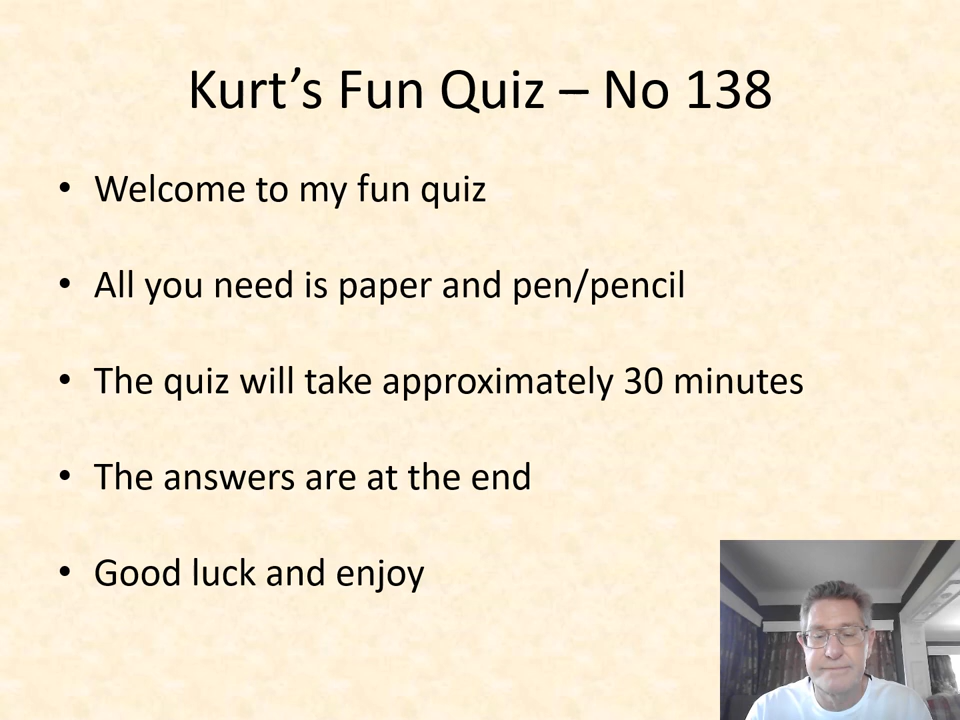 Kurt’s Fun Quiz – No 138
• Welcome to my fun quiz
• All you need is paper and pen/pencil
• The quiz will take approximately 30 minutes
• The answers are at the end
• Good luck and enjoy